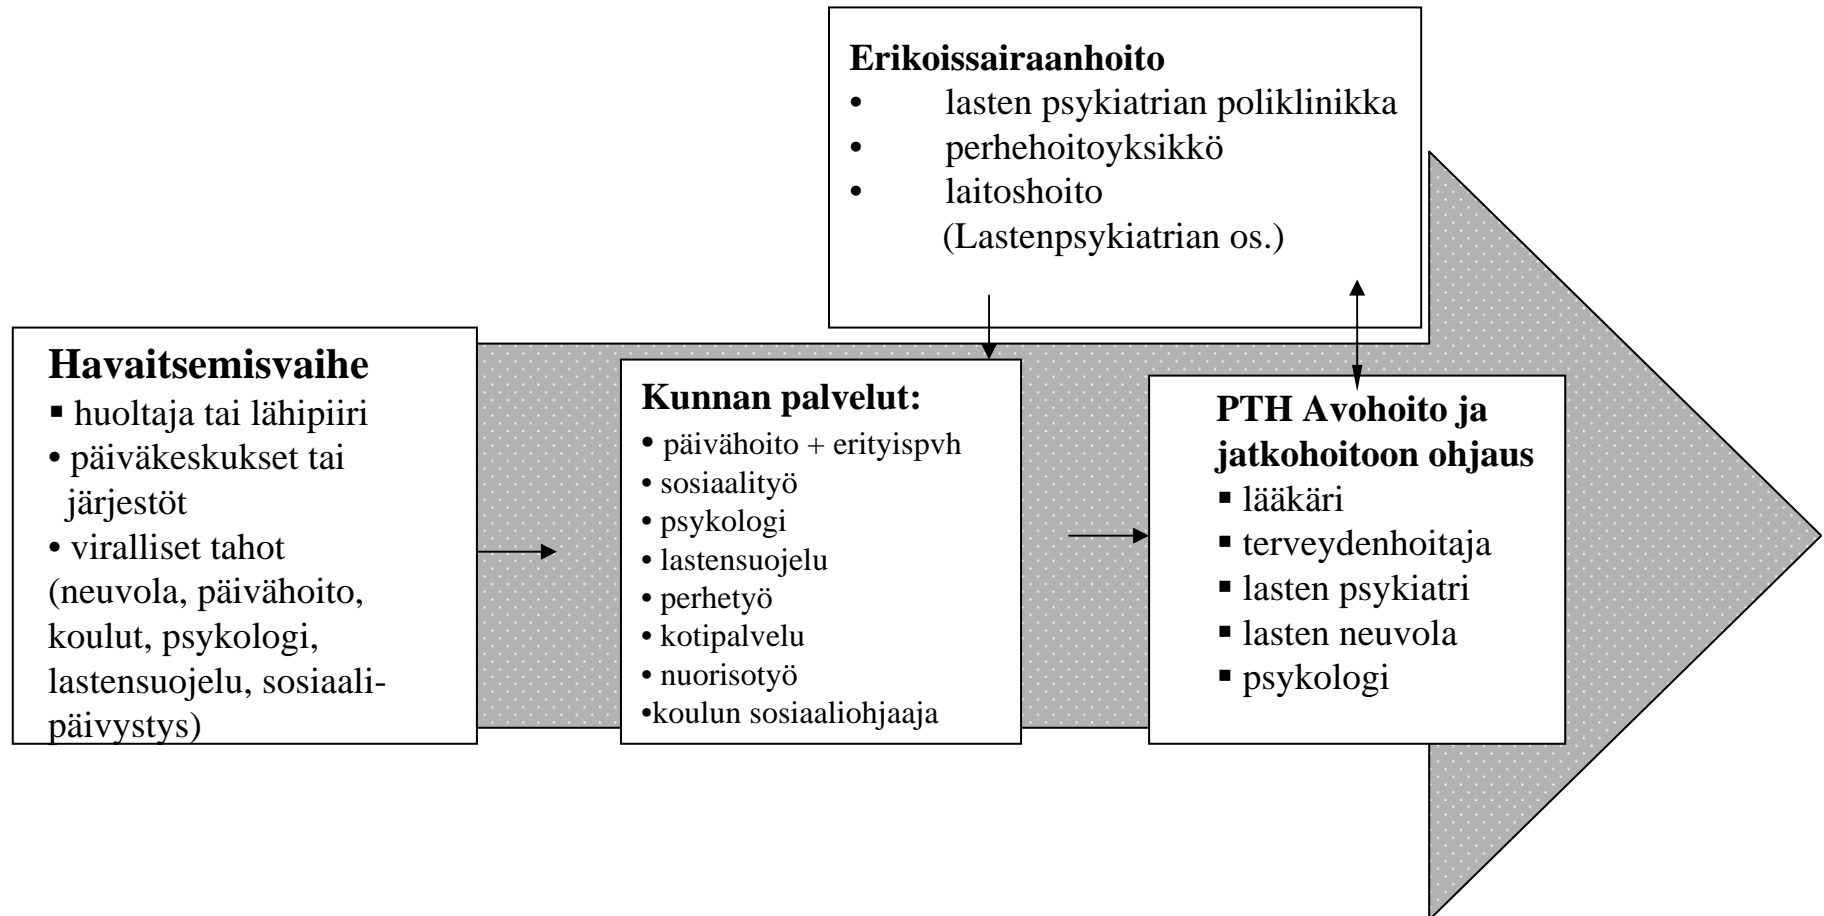 Erikoissairaanhoito
• lasten psykiatrian poliklinikka
• perhehoitoyksikkö
• laitoshoito
(Lastenpsykiatrian os.)
Havaitsemisvaihe
▪ huoltaja tai lähipiiri
• päiväkeskukset tai
järjestöt
• viralliset tahot
(neuvola, päivähoito,
koulut, psykologi,
lastensuojelu, sosiaali-
päivystys)
Kunnan palvelut:
• päivähoito + erityispvh
• sosiaalityö
• psykologi
• lastensuojelu
• perhetyö
• kotipalvelu
• nuorisotyö
•koulun sosiaaliohjaaja
PTH Avohoito ja
jatkohoitoon ohjaus
▪ lääkäri
▪ terveydenhoitaja
▪ lasten psykiatri
▪ lasten neuvola
▪ psykologi